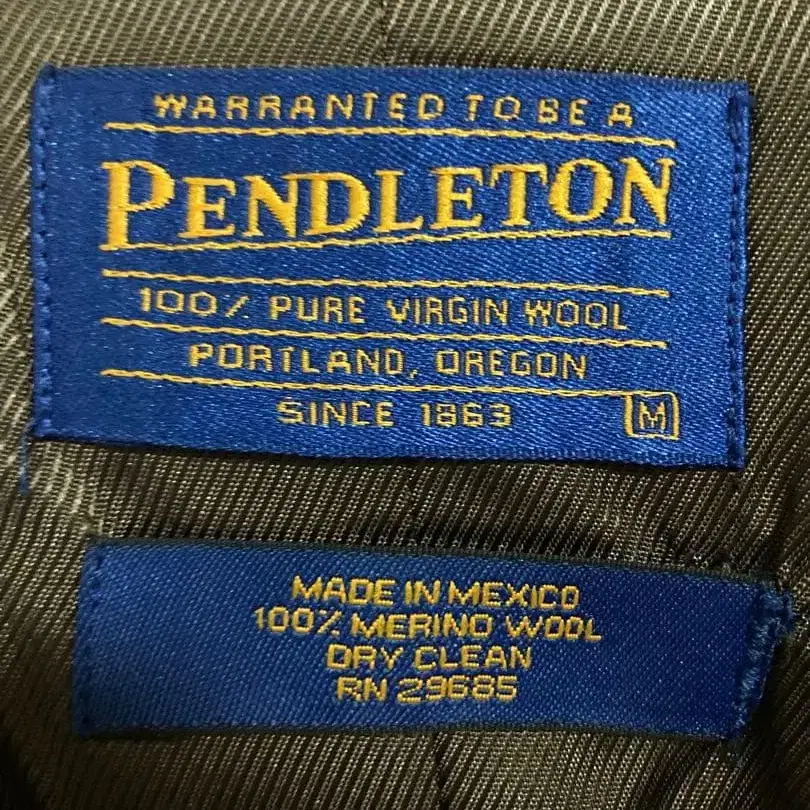 WARRANTED TO BE A
PENDLETON
100% PURE VIRGIN WOOL
PORTLAND, OREGON
SINCE 1863 M
MADE IN MEXICO
100% MERINO WOOL
DRY CLEAN
RN 29685